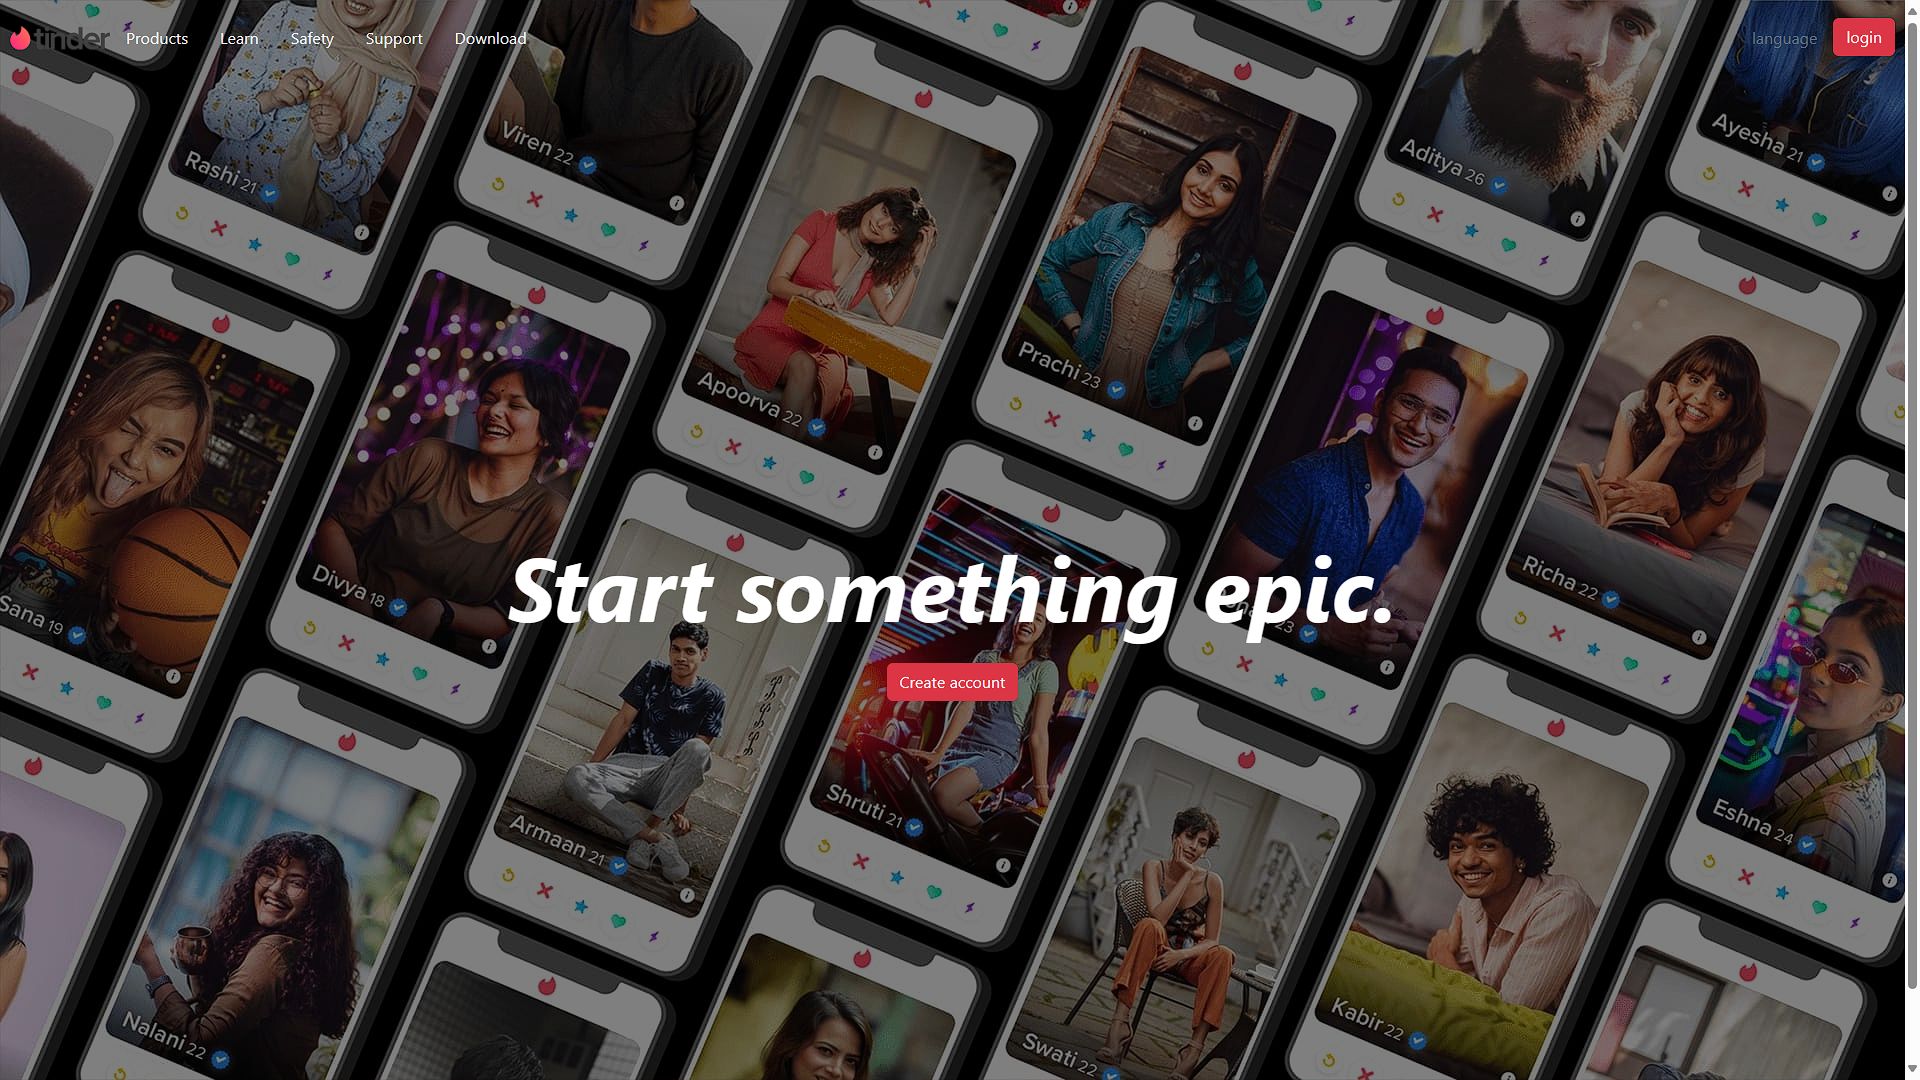 tinder Products Learn Safety Support Download language login
Rashi 21
Viren 22
Aditya 26
Ayesha 21
Apoorva 22
Prachi 23
Sana 19
Divya 18
23
Richa 22
Start something epic.
Create account
Armaan 21
Shruti 21
Eshna 24
Nalani 22
Swati 22
Kabir 22